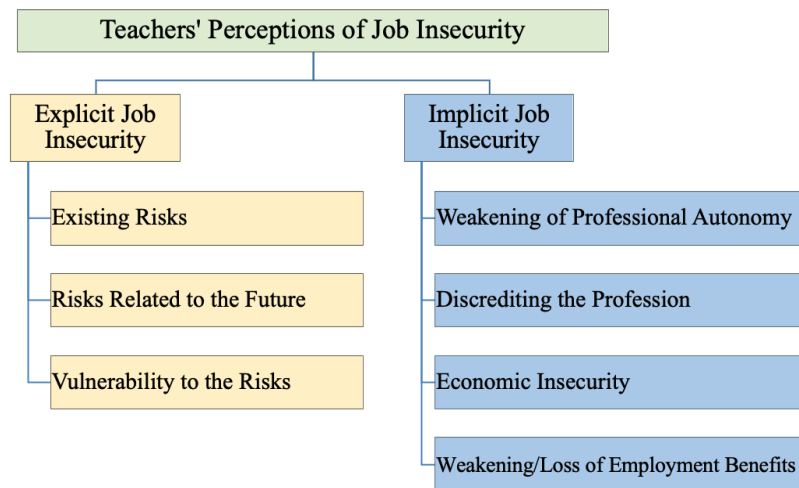 Teachers' Perceptions of Job Insecurity
Explicit Job
Insecurity
Existing Risks
Risks Related to the Future
Vulnerability to the Risks
Implicit Job
Insecurity
Weakening of Professional Autonomy
Discrediting the Profession
Economic Insecurity
Weakening/Loss of Employment Benefits